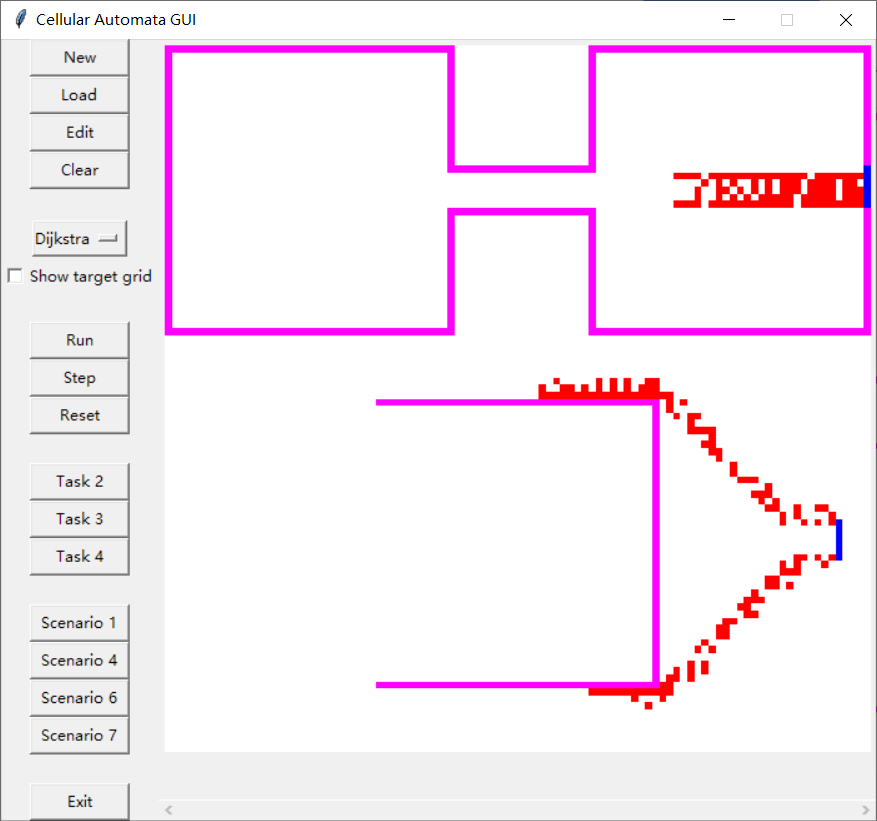 Cellular Automata GUI
New
Load
Edit
Clear
Dijkstra
Show target grid
Run
Step
Reset
Task 2
Task 3
Task 4
Scenario 1
Scenario 4
Scenario 6
Scenario 7
Exit